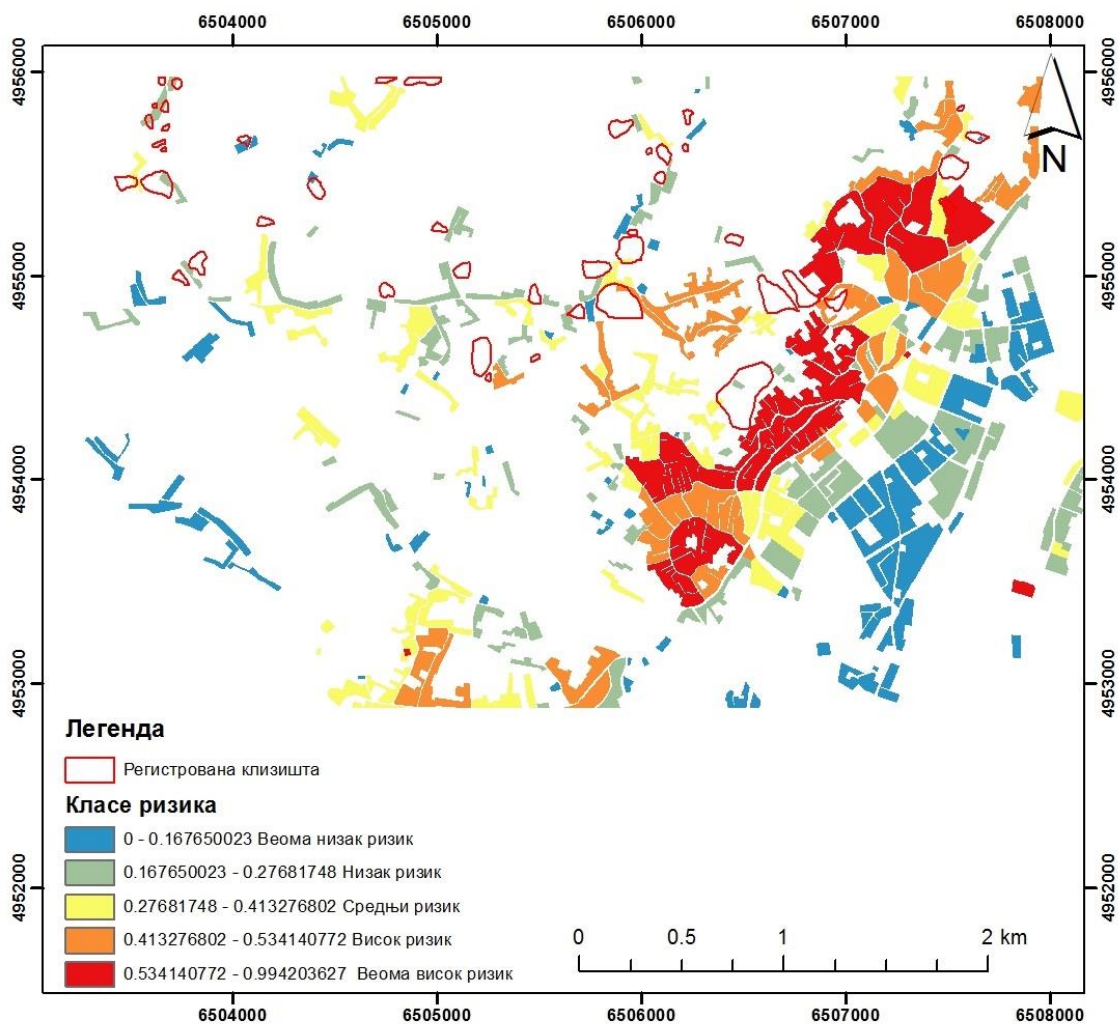 6504000 6505000 6506000 6507000 6508000
4956000 4956000
N
4955000 4955000
4954000 4954000
4953000 4953000
Легенда
Регистрована клизишта
Класе ризика
0 - 0.167650023 Веома низак ризик
0.167650023 - 0.27681748 Низак ризик
4952000 4952000
0.27681748 - 0.413276802 Средњи ризик
0.413276802 - 0.534140772 Висок ризик
0 0.5 1 2 km
0.534140772 - 0.994203627 Веома висок ризик
6504000 6505000 6506000 6507000 6508000